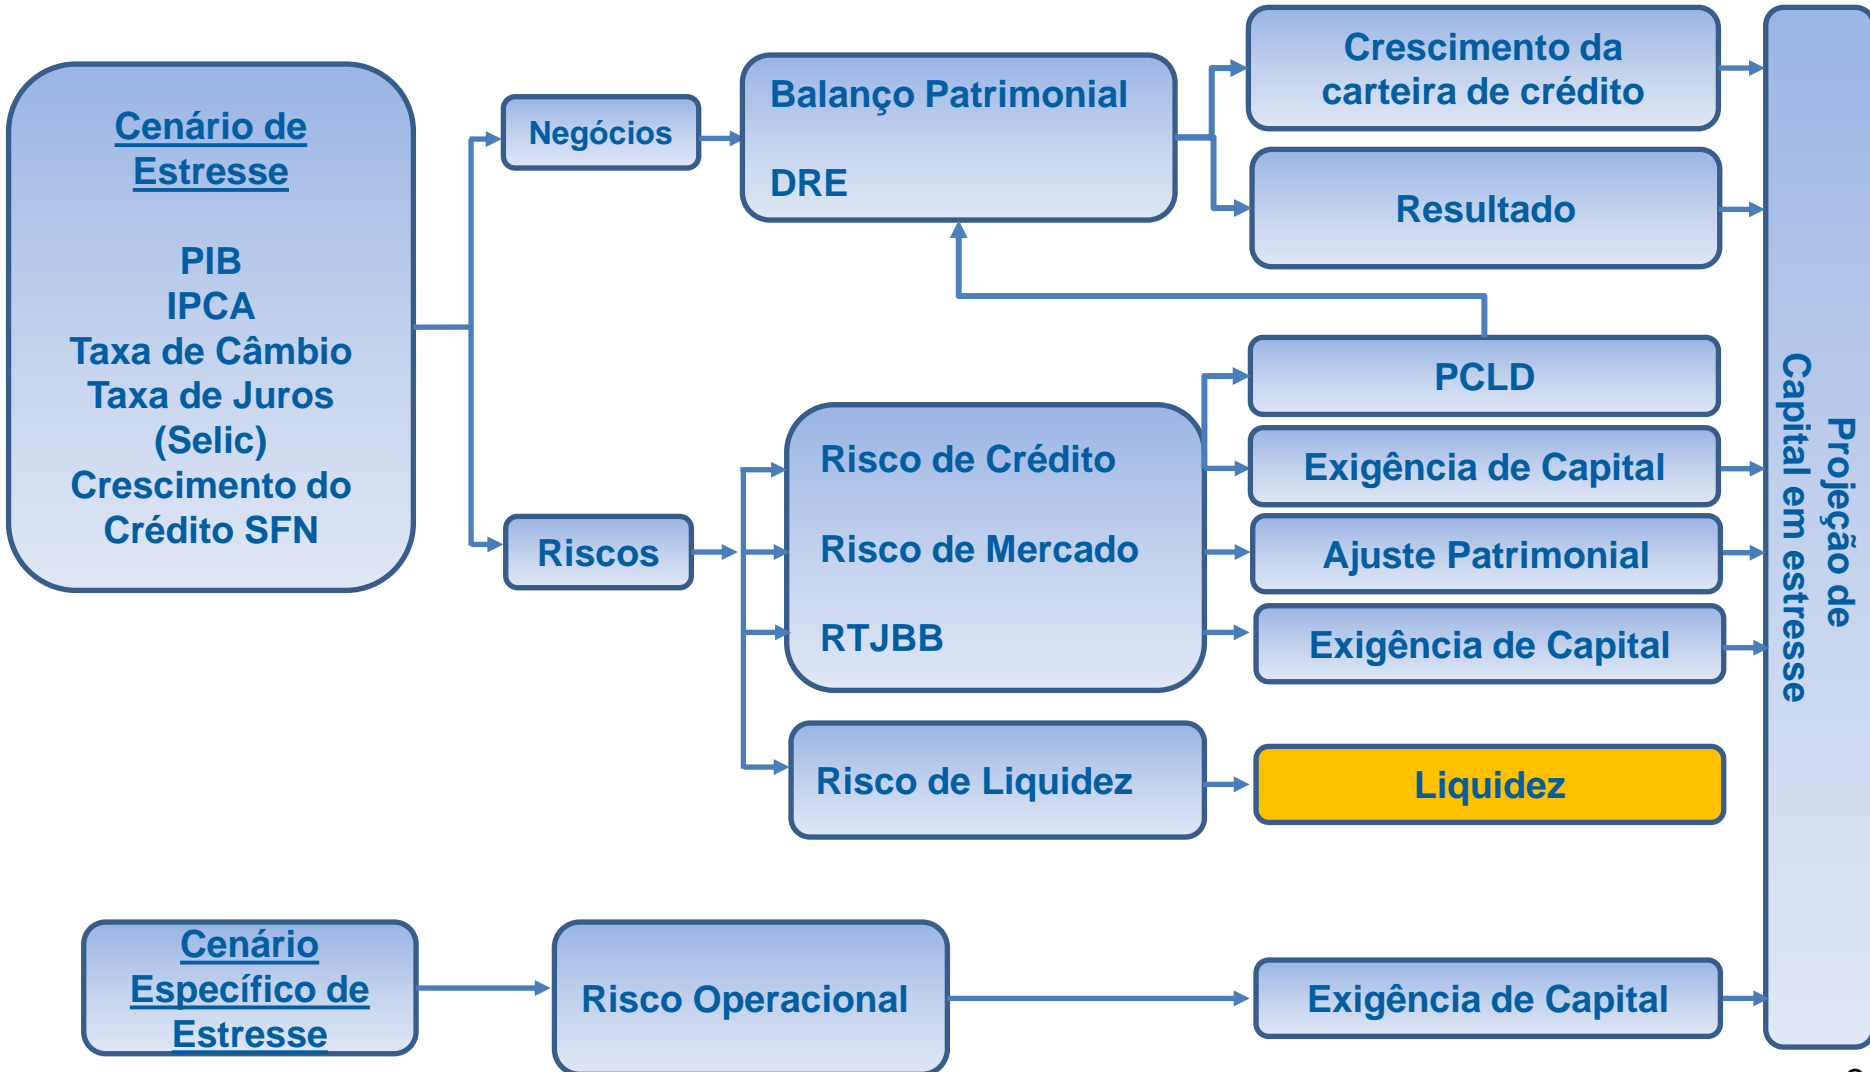 Cenário de
Estresse
PIB
IPCA
Taxa de Câmbio
Taxa de Juros
(Selic)
Crescimento do
Crédito SFN
Negócios
Riscos
Balanço Patrimonial
DRE
Crescimento da
carteira de crédito
Resultado
PCLD
Risco de Crédito
Risco de Mercado
RTJBB
Exigência de Capital
Ajuste Patrimonial
Exigência de Capital
Risco de Liquidez
Liquidez
Cenário
Específico de
Estresse
Risco Operacional
Exigência de Capital
Projeção de
Capital em estresse